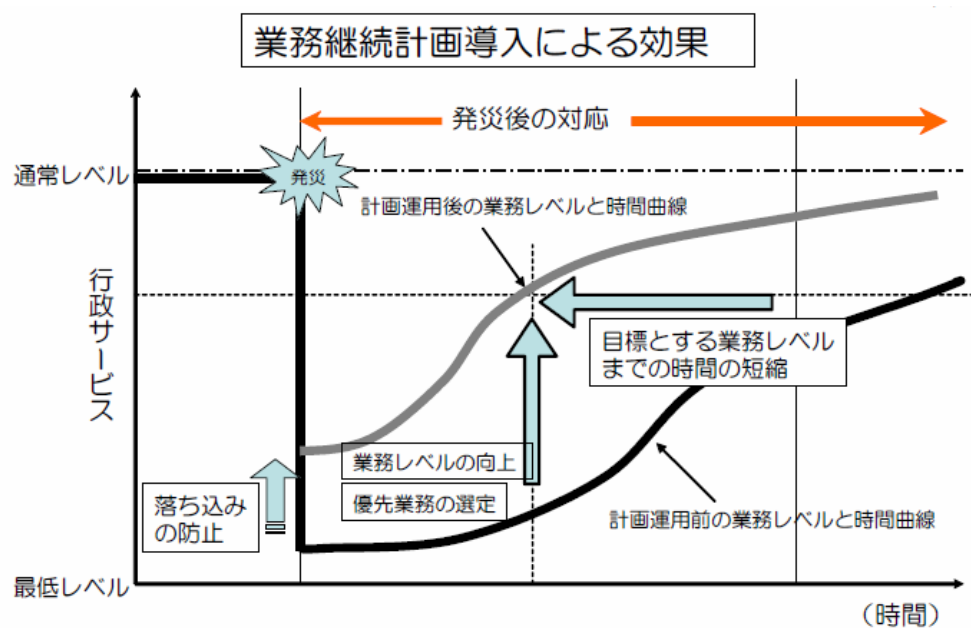 業務継続計画導入による効果
発災後の対応
通常レベル
発災
計画運用後の業務レベルと時間曲線
行政サービス
目標とする業務レベル
までの時間の短縮
業務レベルの向上
優先業務の選定
落ち込み
の防止
計画運用前の業務レベルと時間曲線
最低レベル
（時間）